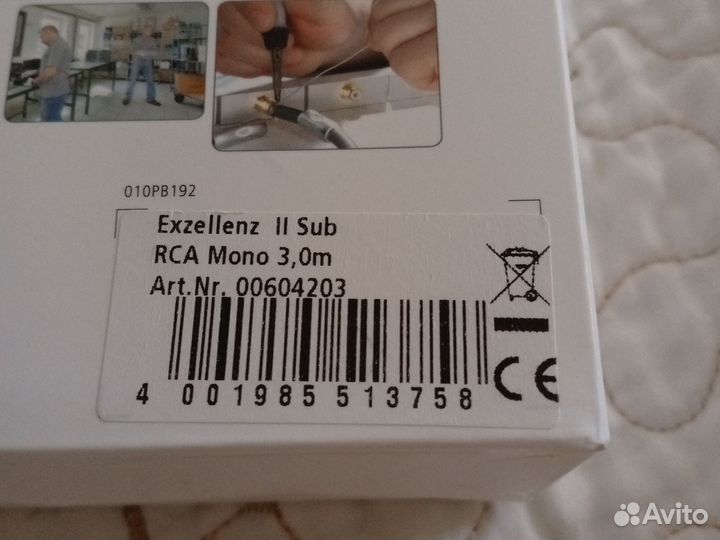 010PB192
Exzellenz II Sub
RCA Mono 3,0m
Art.Nr. 00604203
CE
4 001985 513758
Avito